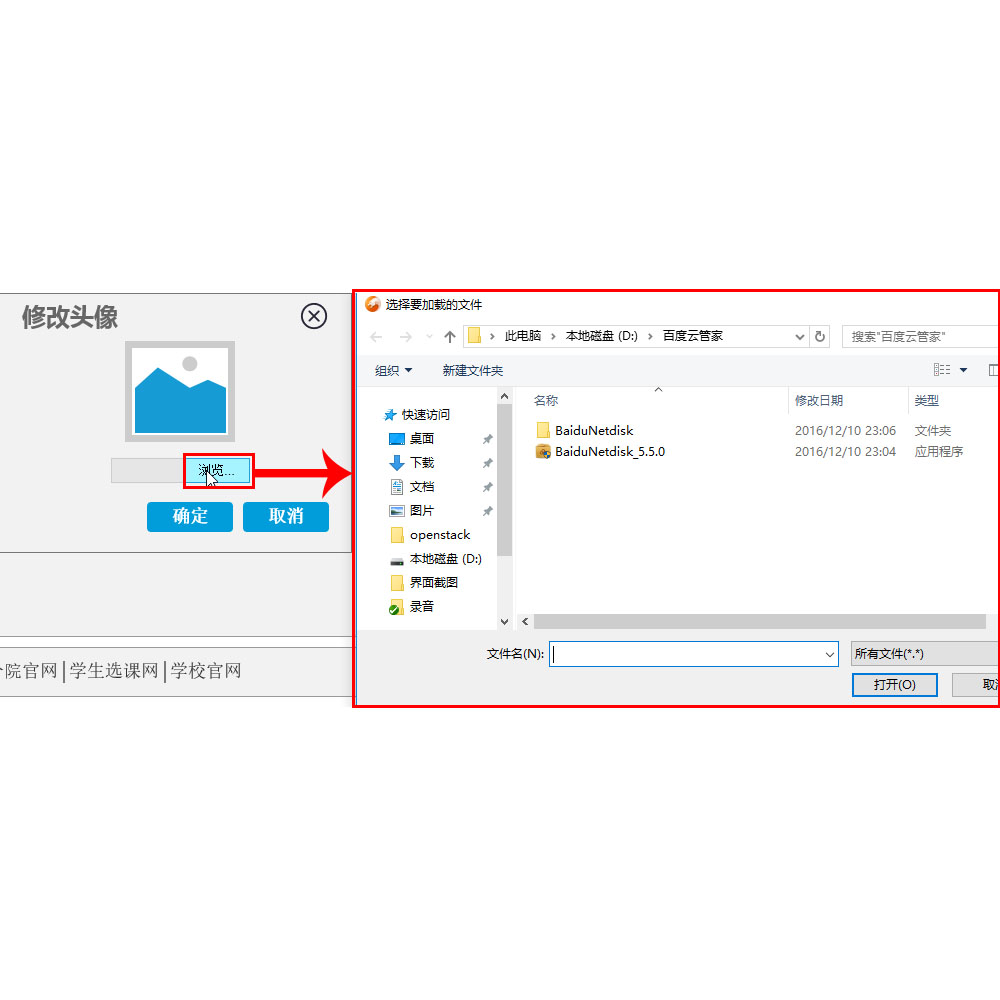 修改头像
浏览...
确定
取消
院官网|学生选课网|学校官网
选择要加载的文件
此电脑 › 本地磁盘 (D:) › 百度云管家
搜索"百度云管家"
组织
新建文件夹
名称
修改日期
类型
快速访问
桌面
下载
文档
图片
openstack
本地磁盘 (D:)
界面截图
录音
BaiduNetdisk
2016/12/10 23:06
文件夹
BaiduNetdisk_5.5.0
2016/12/10 23:04
应用程序
文件名(N):
所有文件(*.*)
打开(O)
取